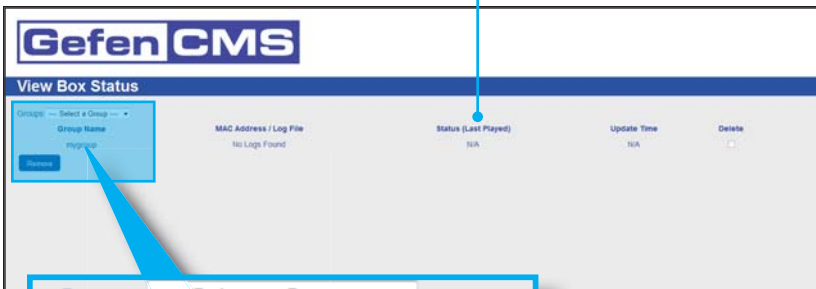 Gefen CMS
View Box Status
Groups: --- Select a Group ---
Group Name MAC Address / Log File Status (Last Played) Update Time Delete
mygroup No Logs Found N/A N/A
Remove